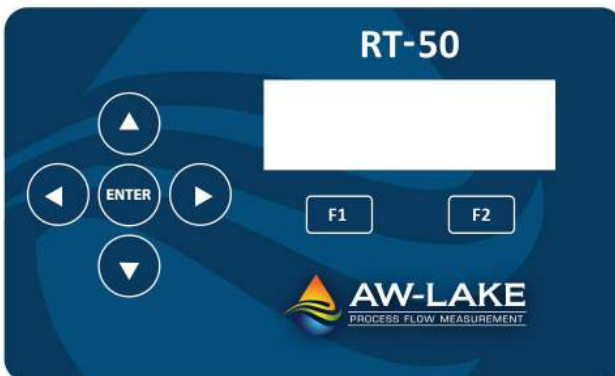 RT-50
ENTER
F1
F2
AW-LAKE
PROCESS FLOW MEASUREMENT